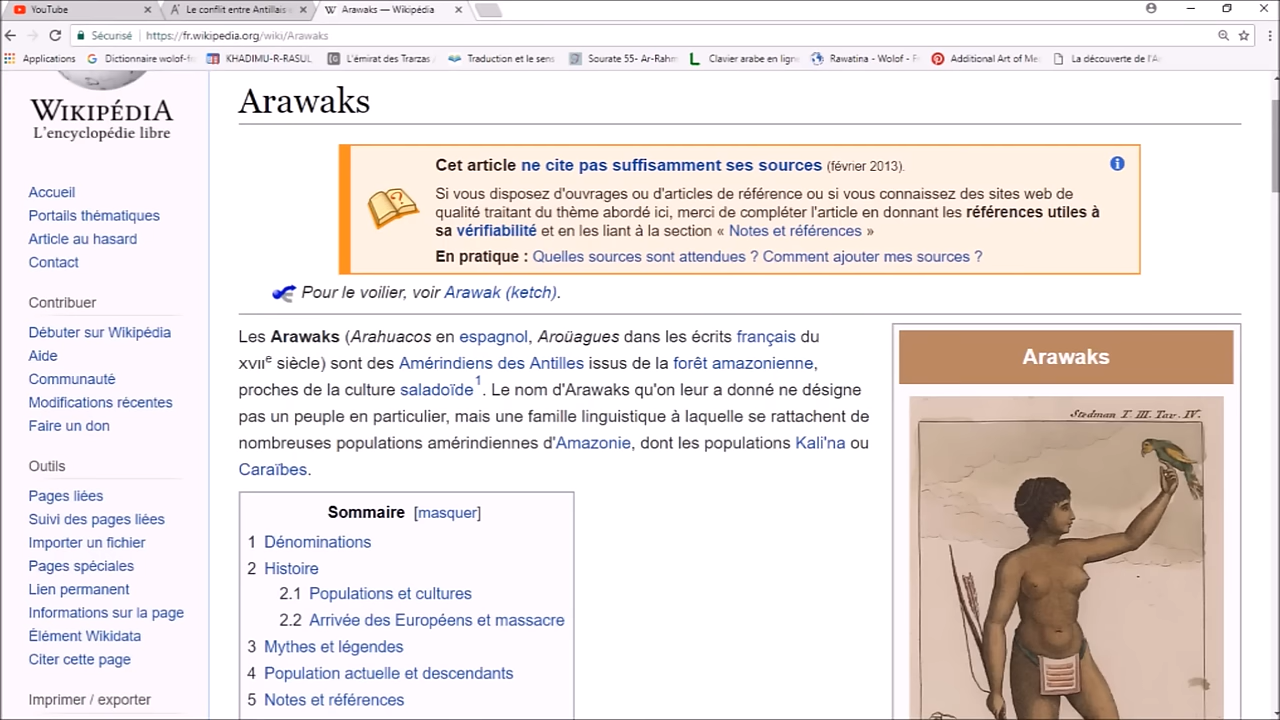 YouTube
Le conflit entre Antillais
Arawaks — Wikipédia
Sécurisé
https://fr.wikipedia.org/wiki/Arawaks
Applications
Dictionnaire wolof-f
KHADIMU-R-RASUL
L'émirat des Trarzas
Traduction et le sens
Sourate 55- Ar-Rahm
Clavier arabe en lign
Rawatina - Wolof - F
Additional Art of Me
La découverte de l'A
WIKIPÉDIA
L'encyclopédie libre
Accueil
Portails thématiques
Article au hasard
Contact
Contribuer
Débuter sur Wikipédia
Aide
Communauté
Modifications récentes
Faire un don
Outils
Pages liées
Suivi des pages liées
Importer un fichier
Pages spéciales
Lien permanent
Informations sur la page
Élément Wikidata
Citer cette page
Imprimer / exporter
Arawaks
Cet article ne cite pas suffisamment ses sources (février 2013).
Si vous disposez d'ouvrages ou d'articles de référence ou si vous connaissez des sites web de
qualité traitant du thème abordé ici, merci de compléter l'article en donnant les références utiles à
sa vérifiabilité et en les liant à la section « Notes et références »
En pratique : Quelles sources sont attendues ? Comment ajouter mes sources ?
Pour le voilier, voir Arawak (ketch).
Les Arawaks (Arahuacos en espagnol, Aroüagues dans les écrits français du
XVIIe siècle) sont des Amérindiens des Antilles issus de la forêt amazonienne,
proches de la culture saladoïde1. Le nom d'Arawaks qu'on leur a donné ne désigne
pas un peuple en particulier, mais une famille linguistique à laquelle se rattachent de
nombreuses populations amérindiennes d'Amazonie, dont les populations Kali'na ou
Caraïbes.
Sommaire [masquer]
1 Dénominations
2 Histoire
2.1 Populations et cultures
2.2 Arrivée des Européens et massacre
3 Mythes et légendes
4 Population actuelle et descendants
5 Notes et références
Arawaks
Stedman T. III. Tav. IV.